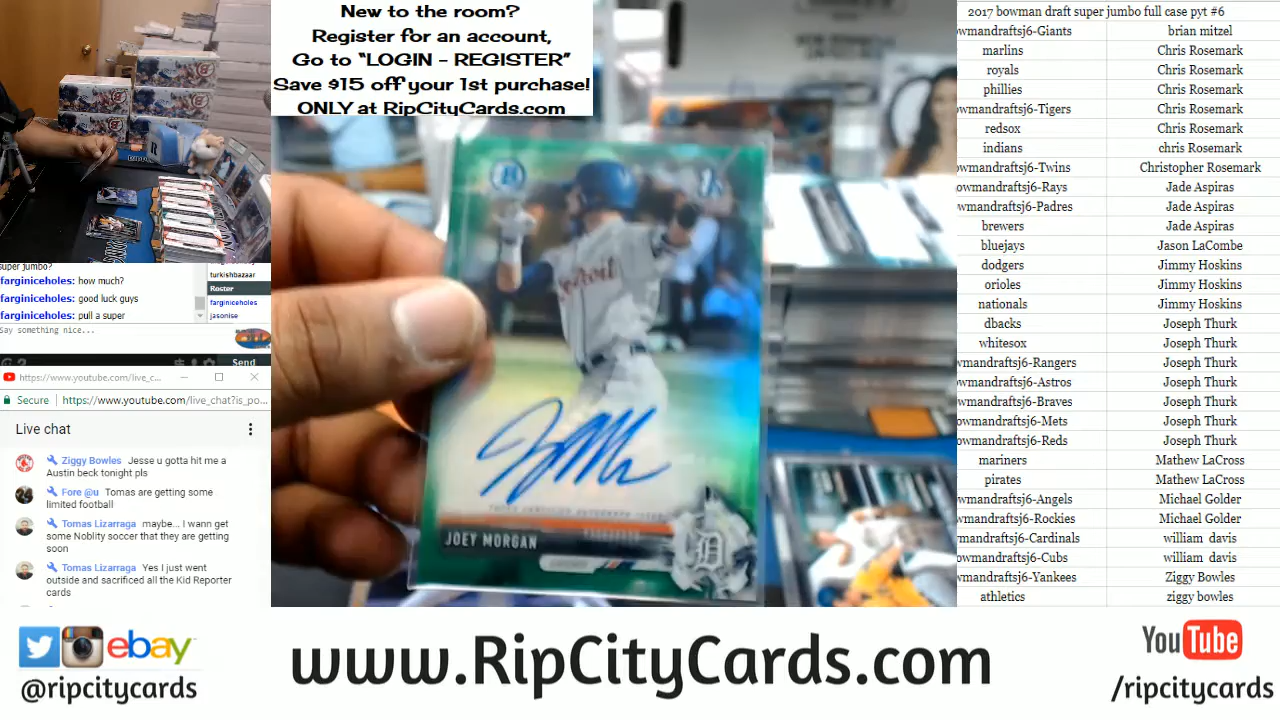 New to the room?
Register for an account,
Go to "LOGIN - REGISTER"
Save $15 off your 1st purchase!
ONLY at RipCityCards.com
super jumbo?
farginiceholes: how much?
farginiceholes: good luck guys
farginiceholes: pull a super
Say something nice...
turkishbazaar
Roster
farginiceholes
jasonise
Send
https://www.youtube.com/live_c...
Secure https://www.youtube.com/live_chat?is_po...
Live chat
Ziggy Bowles Jesse u gotta hit me a
Austin beck tonight pls
Fore @u Tomas are getting some
limited football
Tomas Lizarraga maybe... I wann get
some Noblity soccer that they are getting
soon
Tomas Lizarraga Yes I just went
outside and sacrificed all the Kid Reporter
cards
Detroit
JOEY MORGAN
D
2017 bowman draft super jumbo full case pyt #6
owmandraftsj6-Giants brian mitzel
marlins Chris Rosemark
royals Chris Rosemark
phillies Chris Rosemark
owmandraftsj6-Tigers Chris Rosemark
redsox Chris Rosemark
indians chris Rosemark
owmandraftsj6-Twins Christopher Rosemark
owmandraftsj6-Rays Jade Aspiras
owmandraftsj6-Padres Jade Aspiras
brewers Jade Aspiras
bluejays Jason LaCombe
dodgers Jimmy Hoskins
orioles Jimmy Hoskins
nationals Jimmy Hoskins
dbacks Joseph Thurk
whitesox Joseph Thurk
wmandraftsj6-Rangers Joseph Thurk
owmandraftsj6-Astros Joseph Thurk
owmandraftsj6-Braves Joseph Thurk
owmandraftsj6-Mets Joseph Thurk
owmandraftsj6-Reds Joseph Thurk
mariners Mathew LaCross
pirates Mathew LaCross
owmandraftsj6-Angels Michael Golder
wmandraftsj6-Rockies Michael Golder
mandraftsj6-Cardinals william davis
owmandraftsj6-Cubs william davis
wmandraftsj6-Yankees Ziggy Bowles
athletics ziggy bowles
ebay
@ripcitycards
www.RipCityCards.com
YouTube
/ripcitycards